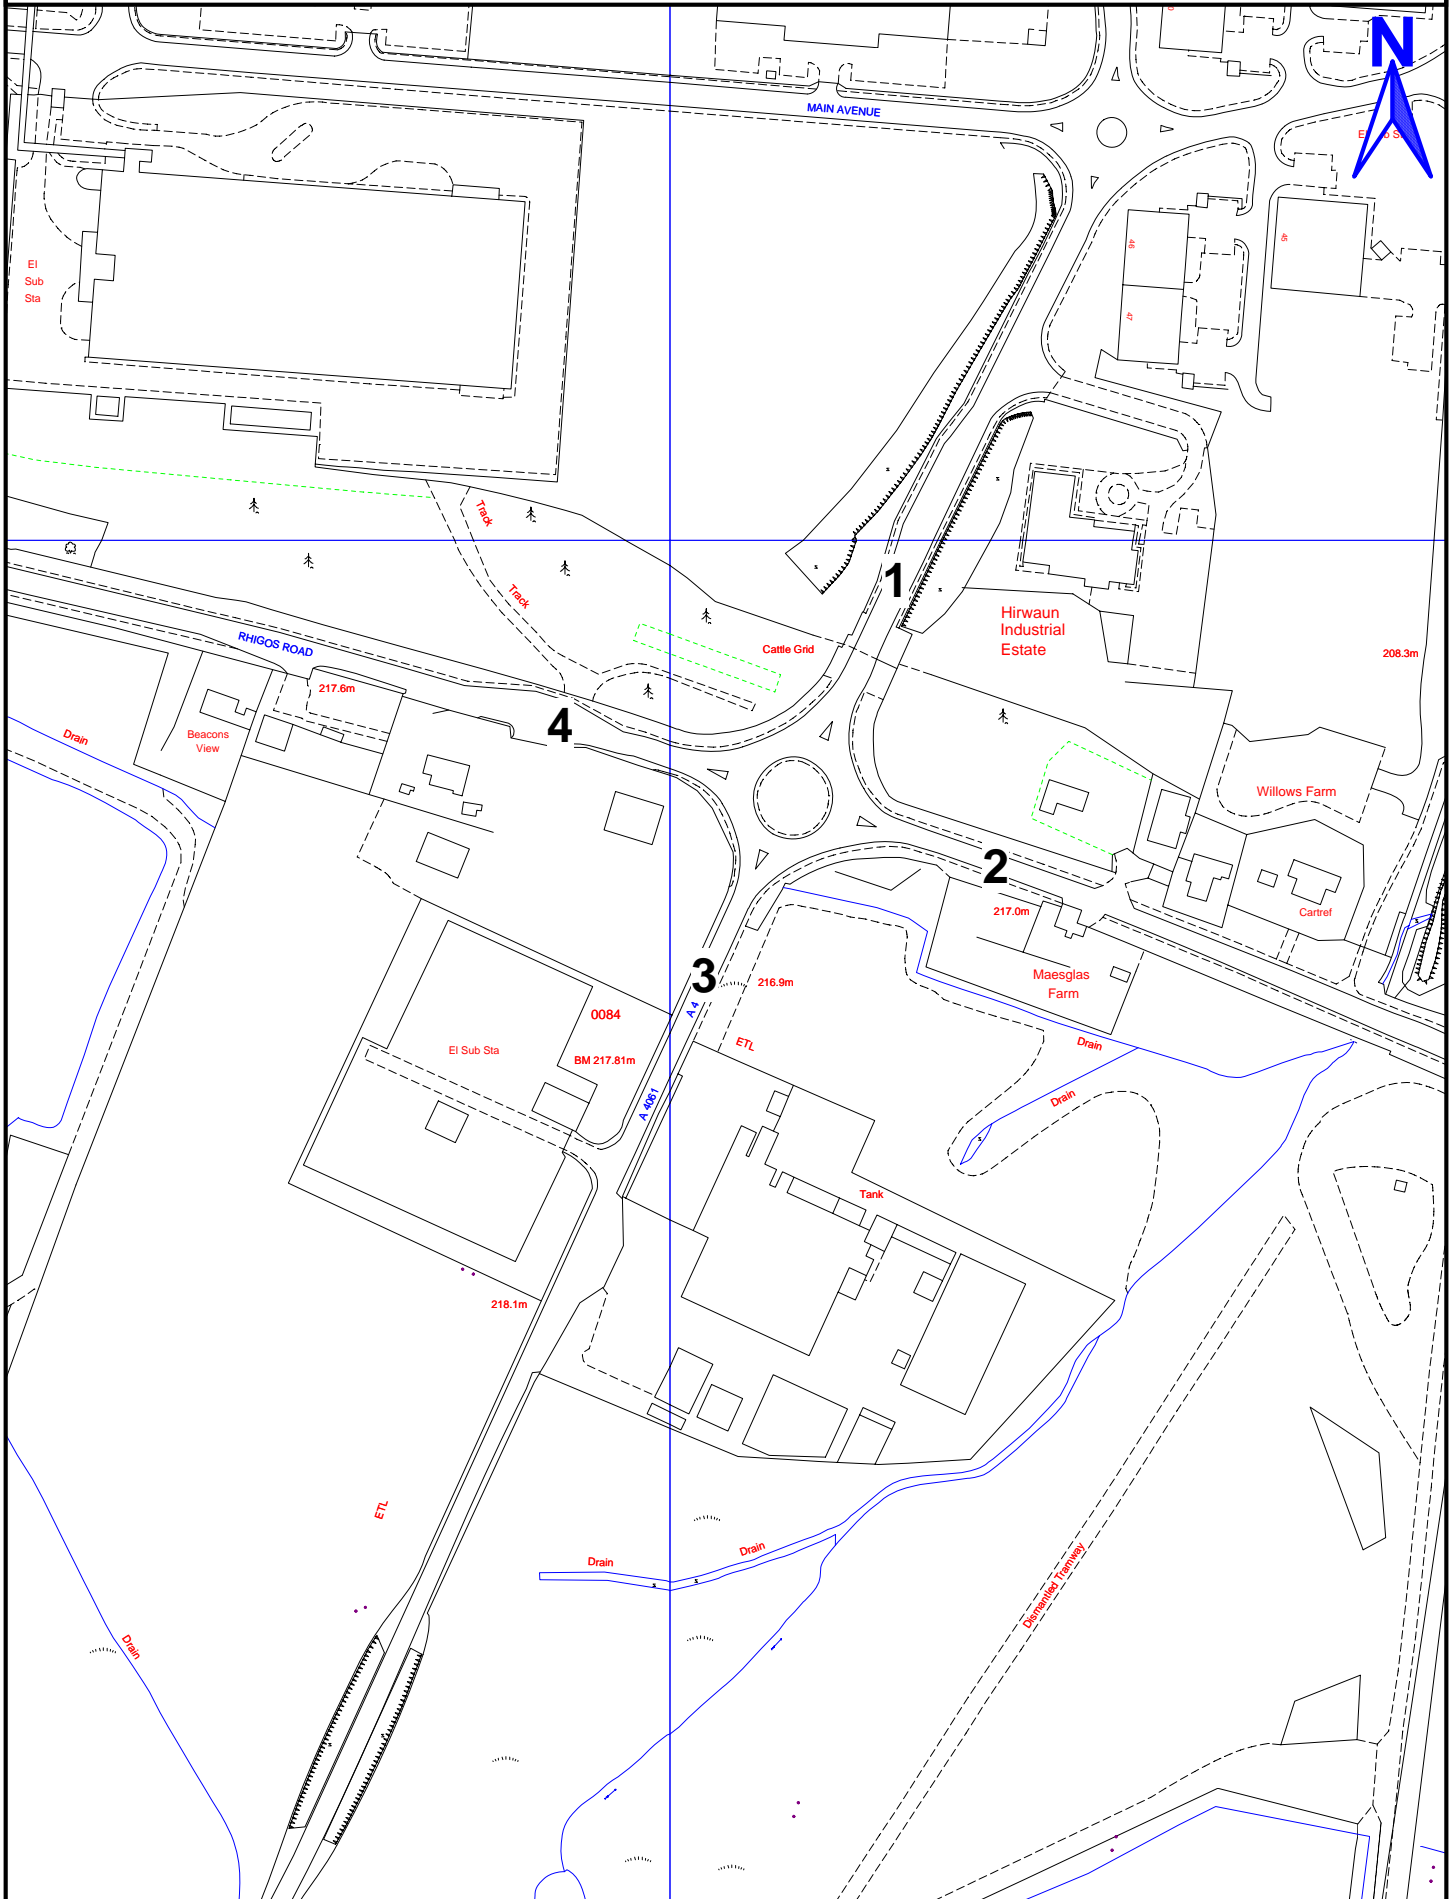 N
MAIN AVENUE
46
45
47
El
Sub
Sta
Track
Track
1
Hirwaun
Industrial
Estate
Cattle Grid
208.3m
RHIGOS ROAD
217.6m
4
Beacons
View
Drain
Willows Farm
2
217.0m
Cartref
3
216.9m
Maesglas
Farm
A 4
0084
ETL
Drain
El Sub Sta
BM 217.81m
A 4061
Drain
Tank
218.1m
ETL
Drain
Drain
Dismantled Tramway
Drain